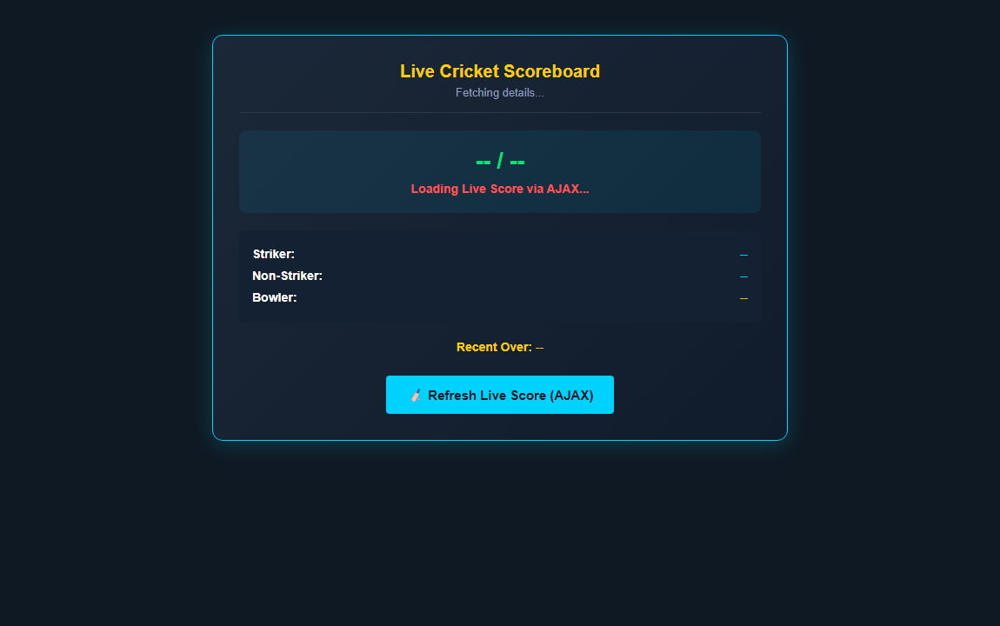 Live Cricket Scoreboard
Fetching details...
-- / --
Loading Live Score via AJAX...
Striker: --
Non-Striker: --
Bowler: --
Recent Over: --
🏏 Refresh Live Score (AJAX)